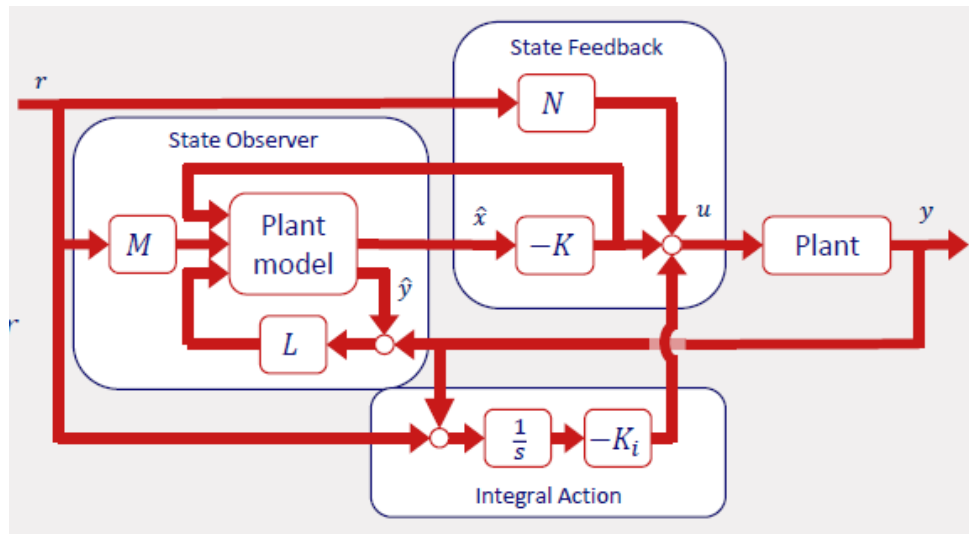 State Feedback
r
N
State Observer
M
Plant
model
x̂
−K
u
Plant
y
ŷ
r
L
1
s
−Kᵢ
Integral Action